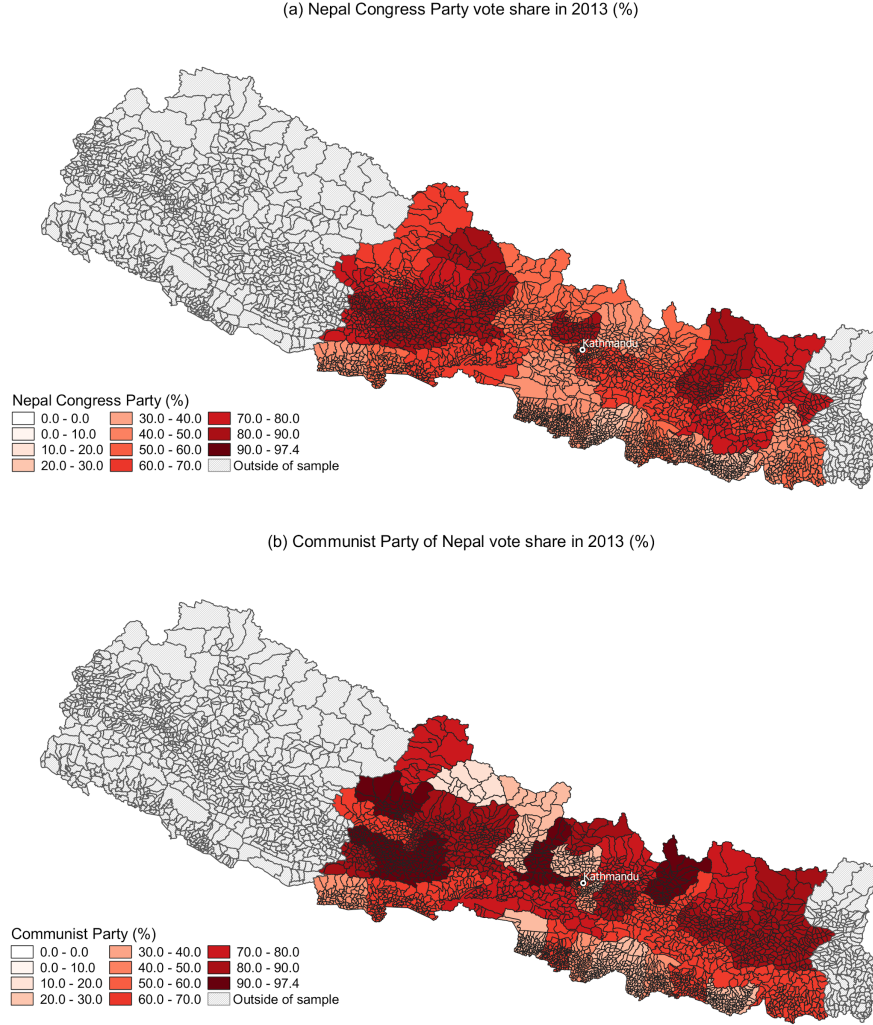 (a) Nepal Congress Party vote share in 2013 (%)
Kathmandu
Nepal Congress Party (%)
0.0 - 0.0 30.0 - 40.0 70.0 - 80.0
0.0 - 10.0 40.0 - 50.0 80.0 - 90.0
10.0 - 20.0 50.0 - 60.0 90.0 - 97.4
20.0 - 30.0 60.0 - 70.0 Outside of sample
(b) Communist Party of Nepal vote share in 2013 (%)
Kathmandu
Communist Party (%)
0.0 - 0.0 30.0 - 40.0 70.0 - 80.0
0.0 - 10.0 40.0 - 50.0 80.0 - 90.0
10.0 - 20.0 50.0 - 60.0 90.0 - 97.4
20.0 - 30.0 60.0 - 70.0 Outside of sample